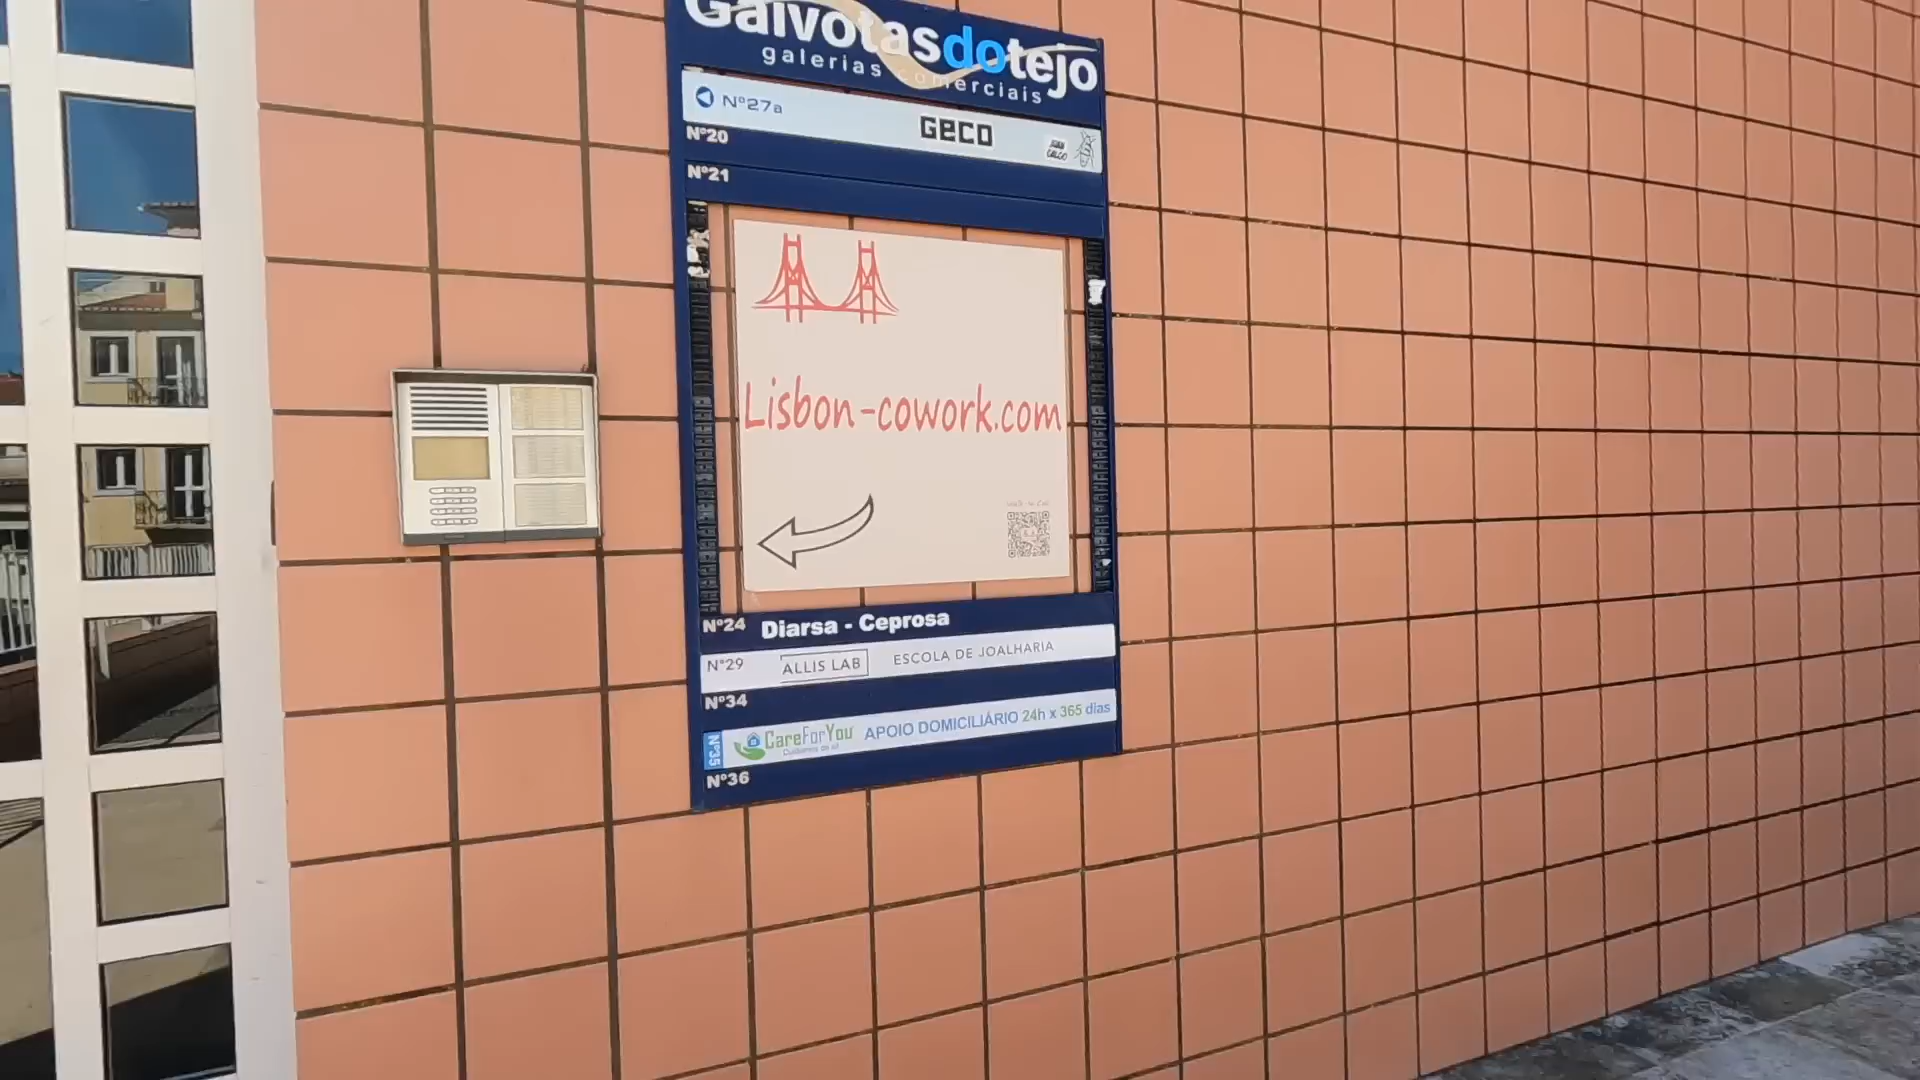 Gaivotasdotejo
galerias comerciais
Nº27a GeCO
Nº20
Nº21
Lisbon-cowork.com
Nº24 Diarsa - Ceprosa
Nº29 ALLIS LAB ESCOLA DE JOALHARIA
Nº34
Nº35 CareForYou APOIO DOMICILIÁRIO 24h x 365 dias
Nº36